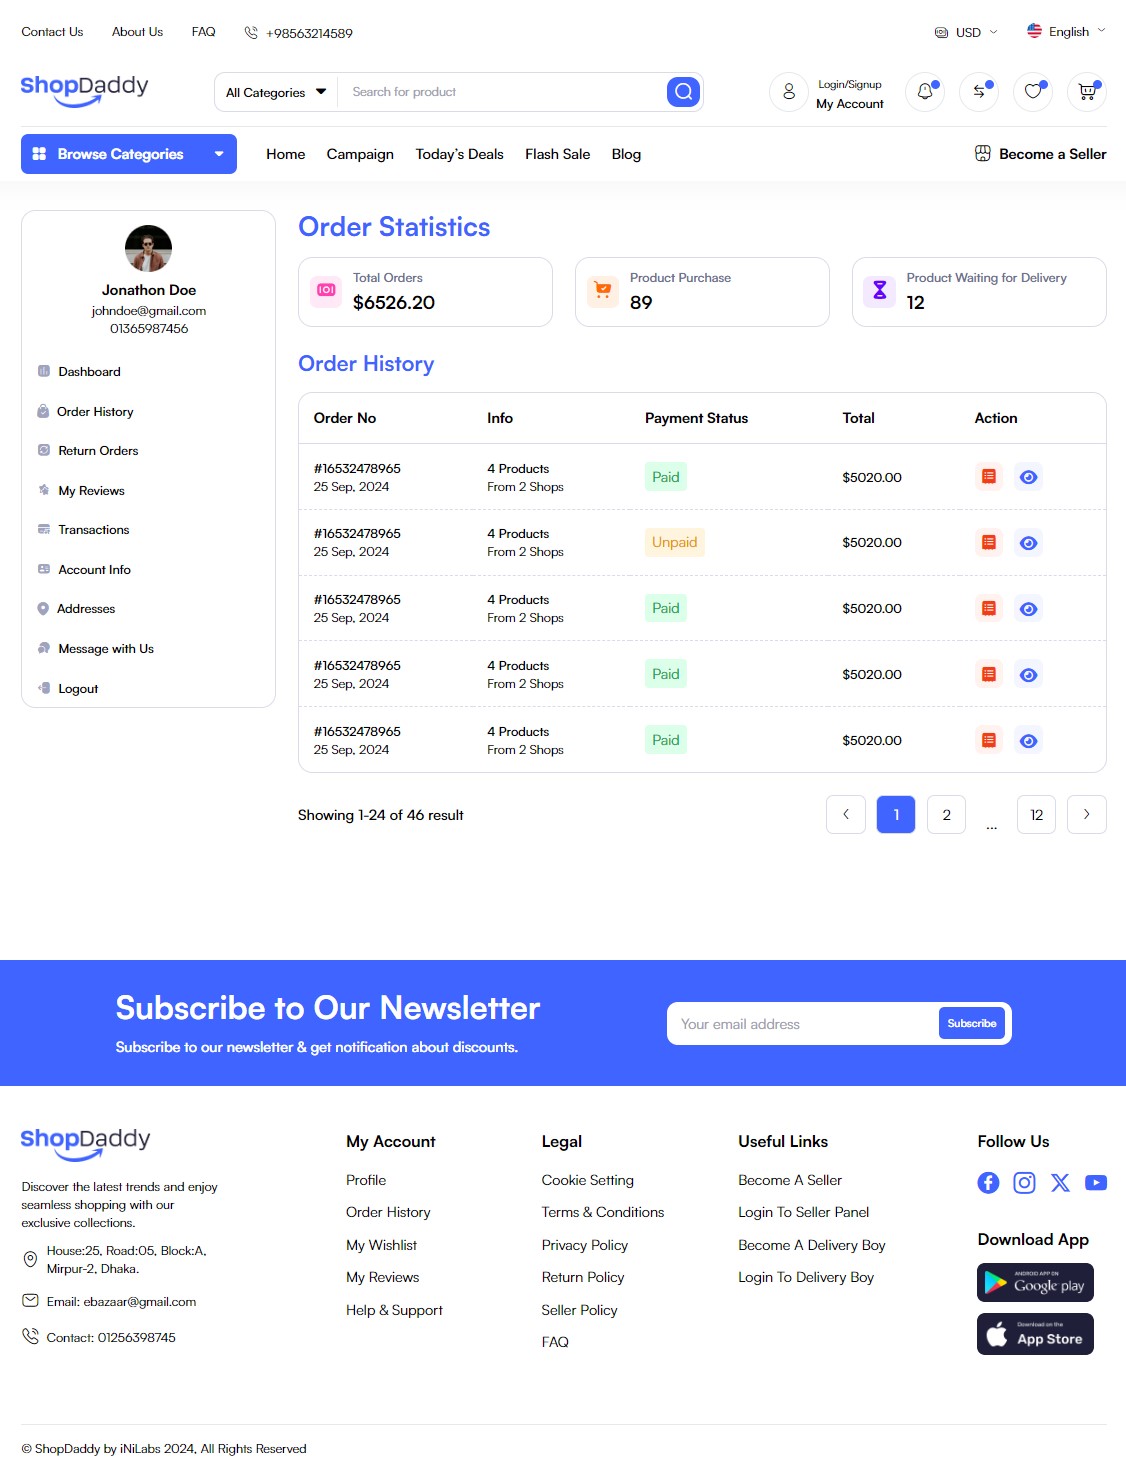 Contact Us About Us FAQ +98563214589 USD English
ShopDaddy All Categories Search for product Login/Signup
My Account
Browse Categories Home Campaign Today's Deals Flash Sale Blog Become a Seller
Jonathon Doe
johndoe@gmail.com
01365987456
Dashboard
Order History
Return Orders
My Reviews
Transactions
Account Info
Addresses
Message with Us
Logout
Order Statistics
Total Orders
$6526.20
Product Purchase
89
Product Waiting for Delivery
12
Order History
Order No Info Payment Status Total Action
#16532478965 4 Products
25 Sep, 2024 From 2 Shops Paid $5020.00
#16532478965 4 Products
25 Sep, 2024 From 2 Shops Unpaid $5020.00
#16532478965 4 Products
25 Sep, 2024 From 2 Shops Paid $5020.00
#16532478965 4 Products
25 Sep, 2024 From 2 Shops Paid $5020.00
#16532478965 4 Products
25 Sep, 2024 From 2 Shops Paid $5020.00
Showing 1-24 of 46 result 1 2 ... 12
Subscribe to Our Newsletter
Subscribe to our newsletter & get notification about discounts.
Your email address Subscribe
ShopDaddy
Discover the latest trends and enjoy
seamless shopping with our
exclusive collections.
House:25, Road:05, Block:A,
Mirpur-2, Dhaka.
Email: ebazaar@gmail.com
Contact: 01256398745
My Account
Profile
Order History
My Wishlist
My Reviews
Help & Support
Legal
Cookie Setting
Terms & Conditions
Privacy Policy
Return Policy
Seller Policy
FAQ
Useful Links
Become A Seller
Login To Seller Panel
Become A Delivery Boy
Login To Delivery Boy
Follow Us
Download App
ANDROID APP ON
Google play
Download on the
App Store
© ShopDaddy by iNiLabs 2024, All Rights Reserved